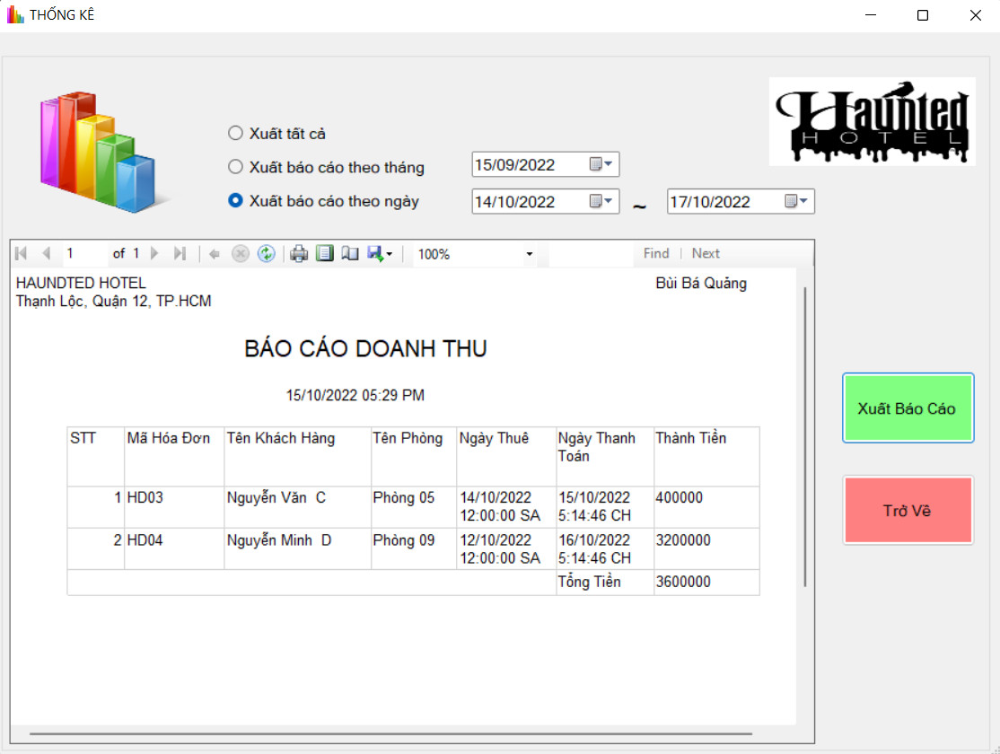 THỐNG KÊ
Haunted
HOTEL
Xuất tất cả
Xuất báo cáo theo tháng
15/09/2022
Xuất báo cáo theo ngày
14/10/2022 ~ 17/10/2022
1 of 1 100% Find | Next
HAUNDTED HOTEL Bùi Bá Quảng
Thạnh Lộc, Quận 12, TP.HCM
BÁO CÁO DOANH THU
15/10/2022 05:29 PM
STT Mã Hóa Đơn Tên Khách Hàng Tên Phòng Ngày Thuê Ngày Thanh Toán Thành Tiền
1 HD03 Nguyễn Văn C Phòng 05 14/10/2022 12:00:00 SA 15/10/2022 5:14:46 CH 400000
2 HD04 Nguyễn Minh D Phòng 09 12/10/2022 12:00:00 SA 16/10/2022 5:14:46 CH 3200000
Tổng Tiền 3600000
Xuất Báo Cáo
Trở Về